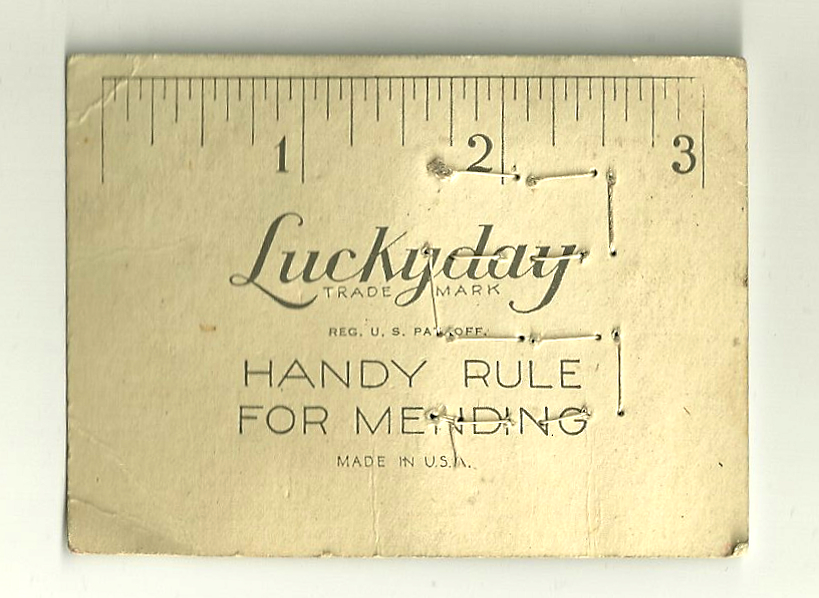 1 2 3
Luckyday
TRADE MARK
REG. U. S. PAT. OFF.
HANDY RULE
FOR MENDING
MADE IN U.S.A.